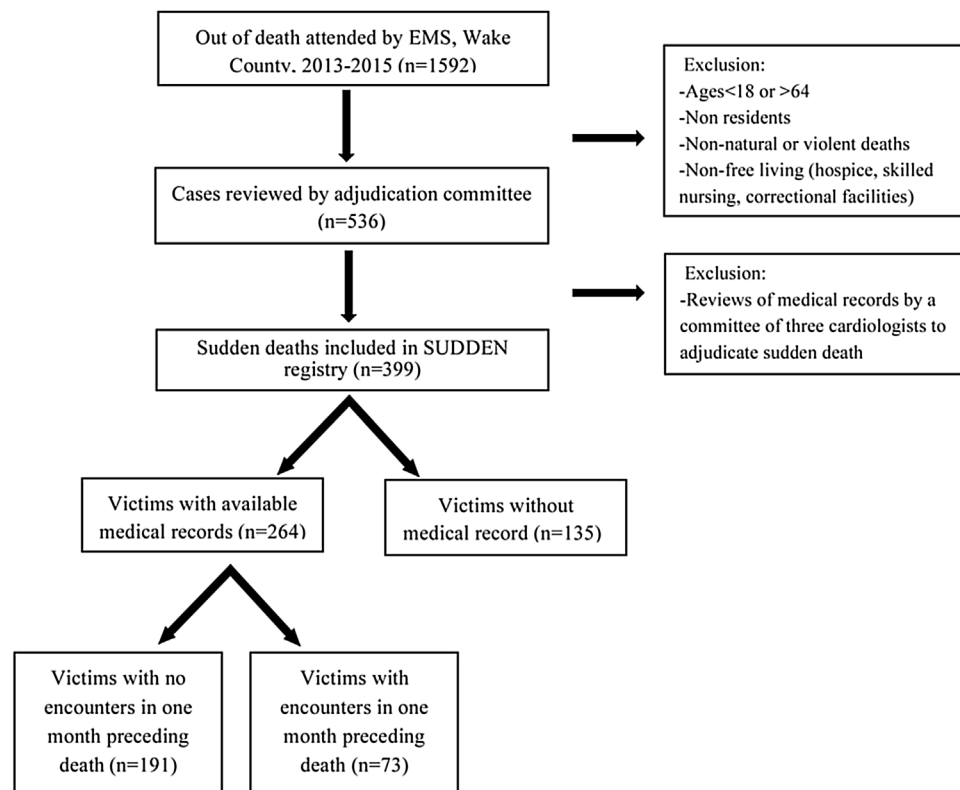 Out of death attended by EMS, Wake
County, 2013-2015 (n=1592)
Exclusion:
-Ages<18 or >64
-Non residents
-Non-natural or violent deaths
-Non-free living (hospice, skilled
nursing, correctional facilities)
Cases reviewed by adjudication committee
(n=536)
Exclusion:
-Reviews of medical records by a
committee of three cardiologists to
adjudicate sudden death
Sudden deaths included in SUDDEN
registry (n=399)
Victims with available
medical records (n=264)
Victims without
medical record (n=135)
Victims with no
encounters in one
month preceding
death (n=191)
Victims with
encounters in one
month preceding
death (n=73)